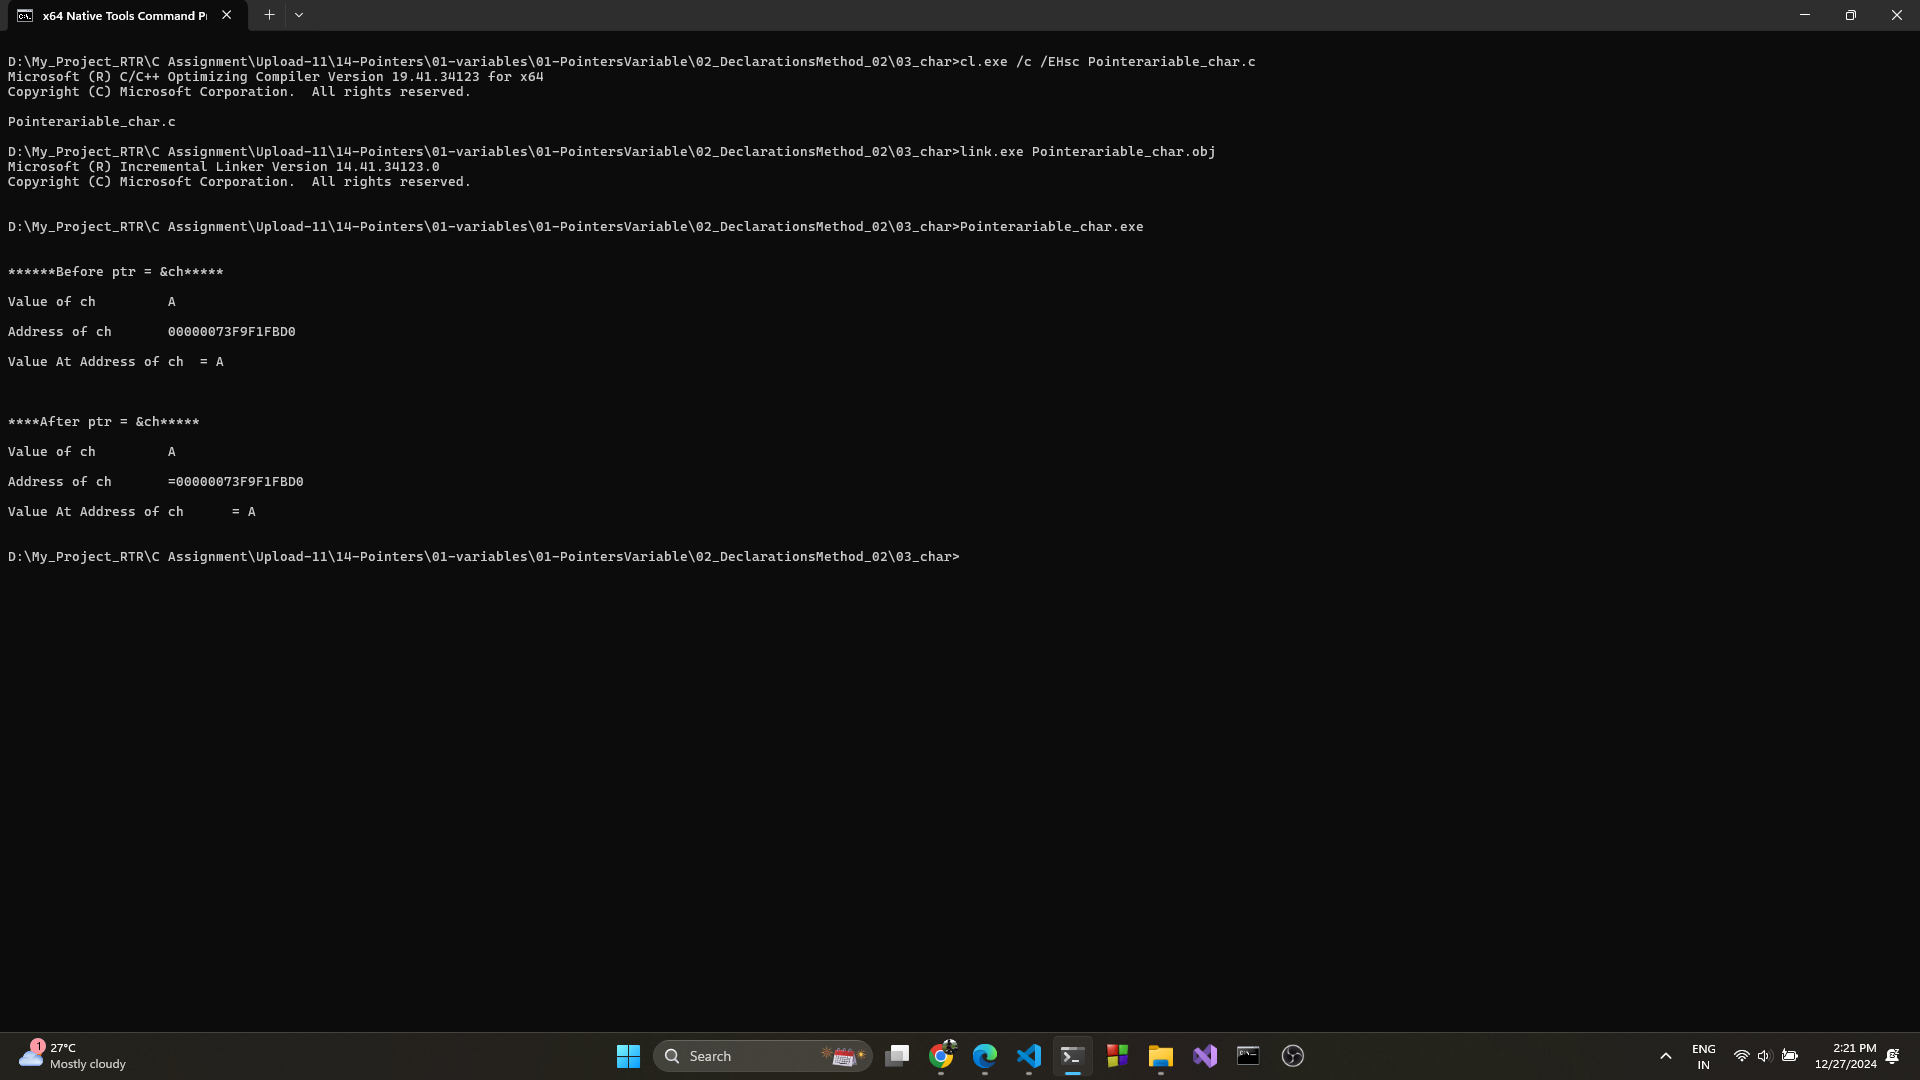 x64 Native Tools Command P
D:\My_Project_RTR\C Assignment\Upload-11\14-Pointers\01-variables\01-PointersVariable\02_DeclarationsMethod_02\03_char>cl.exe /c /EHsc Pointerariable_char.c
Microsoft (R) C/C++ Optimizing Compiler Version 19.41.34123 for x64
Copyright (C) Microsoft Corporation.  All rights reserved.
Pointerariable_char.c
D:\My_Project_RTR\C Assignment\Upload-11\14-Pointers\01-variables\01-PointersVariable\02_DeclarationsMethod_02\03_char>link.exe Pointerariable_char.obj
Microsoft (R) Incremental Linker Version 14.41.34123.0
Copyright (C) Microsoft Corporation.  All rights reserved.
D:\My_Project_RTR\C Assignment\Upload-11\14-Pointers\01-variables\01-PointersVariable\02_DeclarationsMethod_02\03_char>Pointerariable_char.exe
******Before ptr = &ch*****
Value of ch         A
Address of ch       00000073F9F1FBD0
Value At Address of ch  = A
****After ptr = &ch*****
Value of ch         A
Address of ch       =00000073F9F1FBD0
Value At Address of ch      = A
D:\My_Project_RTR\C Assignment\Upload-11\14-Pointers\01-variables\01-PointersVariable\02_DeclarationsMethod_02\03_char>
1
27°C
Mostly cloudy
Search
ENG
IN
2:21 PM
12/27/2024